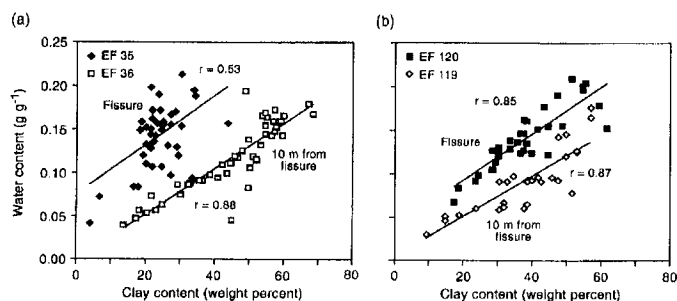 (a)
EF 35
EF 36
r = 0.53
Fissure
10 m from
fissure
r = 0.88
Water content (g g-1)
0.25
0.20
0.15
0.10
0.05
0.00
0
20
40
60
80
Clay content (weight percent)
(b)
EF 120
EF 119
r = 0.85
Fissure
r = 0.87
10 m from
fissure
0
20
40
60
80
Clay content (weight percent)